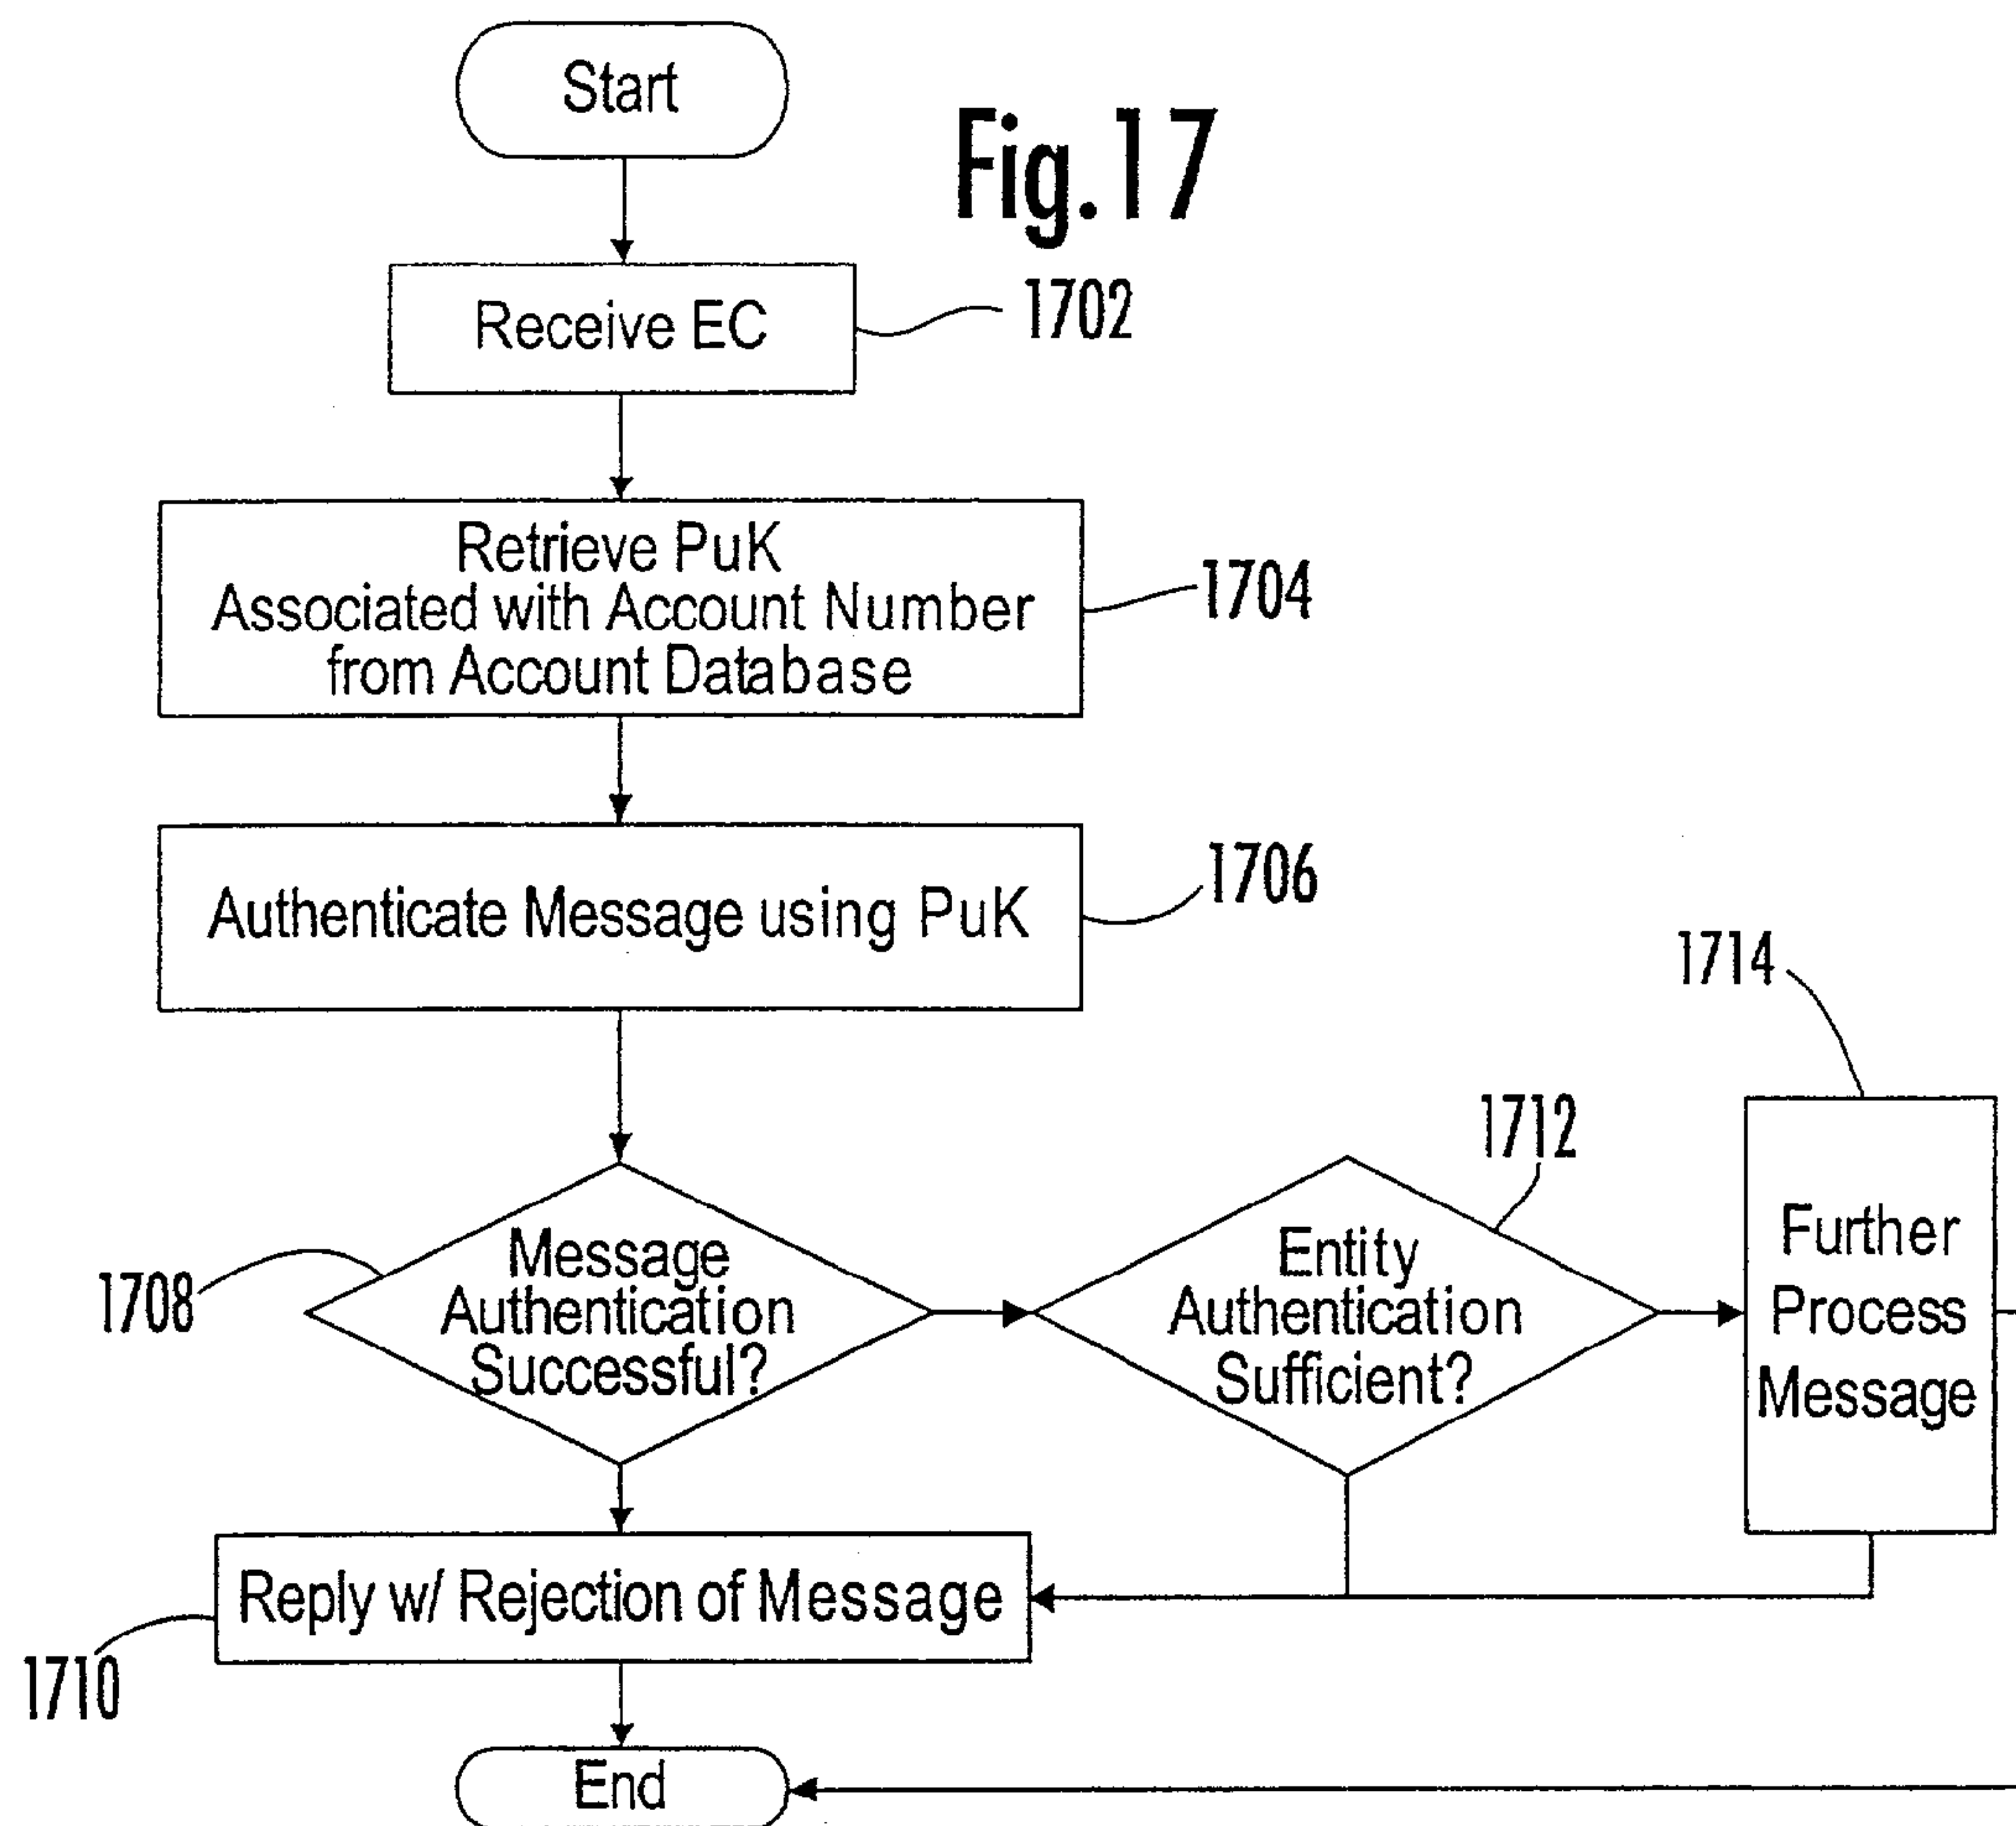 Start
Fig.17
Receive EC
1702
Retrieve PuK
Associated with Account Number
from Account Database
1704
Authenticate Message using PuK
1706
1714
1712
Message
Authentication
Successful?
1708
Entity
Authentication
Sufficient?
Further
Process
Message
Reply w/ Rejection of Message
1710
End